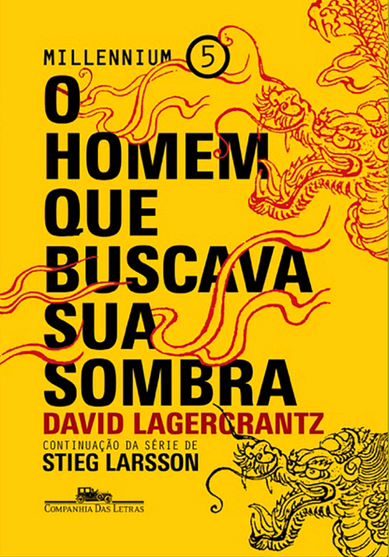 MILLENNIUM 5
O
HOMEM
QUE
BUSCAVA
SUA
SOMBRA
DAVID LAGERCRANTZ
CONTINUAÇÃO DA SÉRIE DE
STIEG LARSSON
COMPANHIA DAS LETRAS